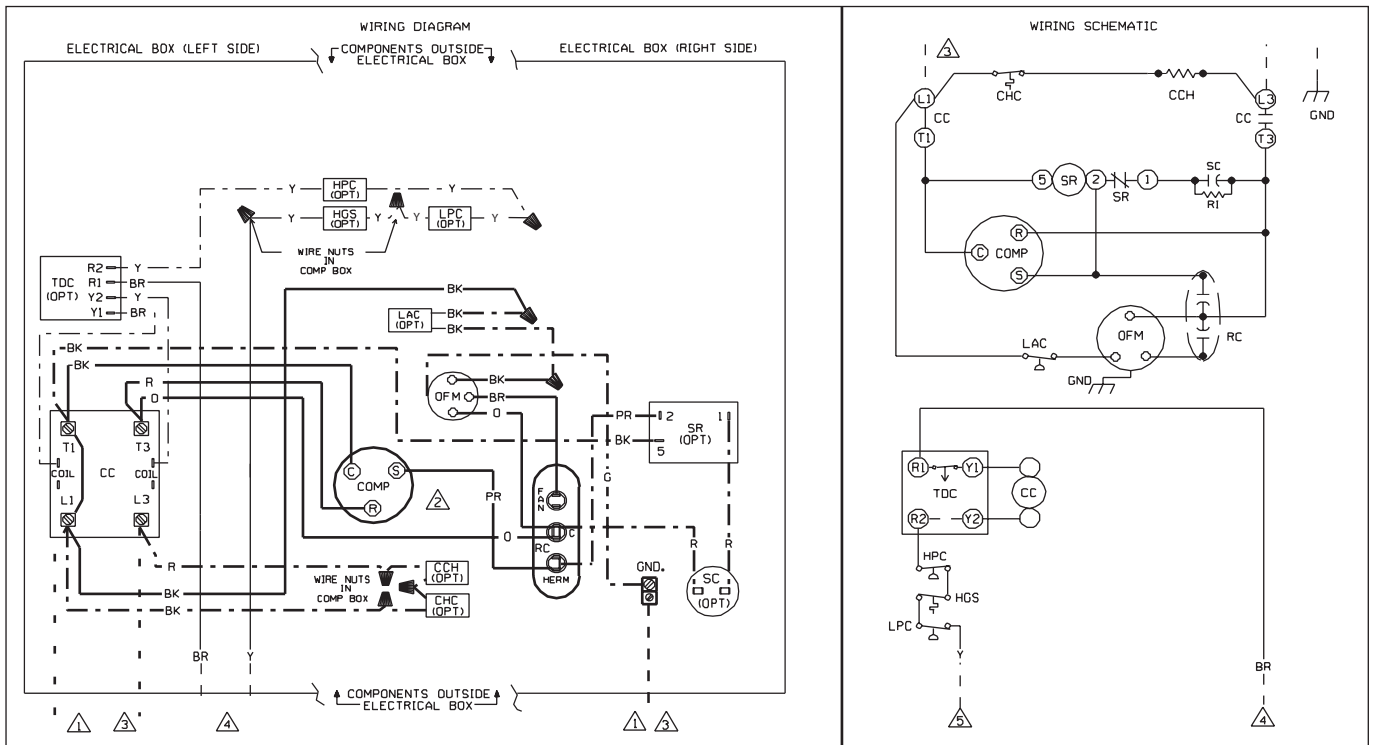 WIRING DIAGRAM
ELECTRICAL BOX (LEFT SIDE)
COMPONENTS OUTSIDE
ELECTRICAL BOX
ELECTRICAL BOX (RIGHT SIDE)
Y
HPC
(OPT)
Y
Y
HGS
(OPT)
Y
Y
LPC
(OPT)
Y
WIRE NUTS
IN
COMP BOX
TDC
(OPT)
R2
Y
R1
BR
Y2
Y
Y1
BR
BK
LAC
(OPT)
BK
BK
BK
BK
R
O
OFM
BK
BR
O
PR
2
1
SR
(OPT)
BK
5
T1
T3
COIL
CC
COIL
L1
L3
C
S
COMP
R
2
PR
G
FAN
C
O
RC
HERM
R
R
R
WIRE NUTS
IN
COMP BOX
CCH
(OPT)
CHC
(OPT)
BK
BK
GND.
SC
(OPT)
BR
Y
COMPONENTS OUTSIDE
ELECTRICAL BOX
1
3
4
1
3
WIRING SCHEMATIC
3
CHC
CCH
L1
CC
T1
L3
CC
T3
GND
5
SR
2
SR
1
SC
R1
R
C
COMP
S
LAC
OFM
RC
GND
R1
Y1
TDC
CC
R2
Y2
HPC
HGS
LPC
Y
BR
5
4